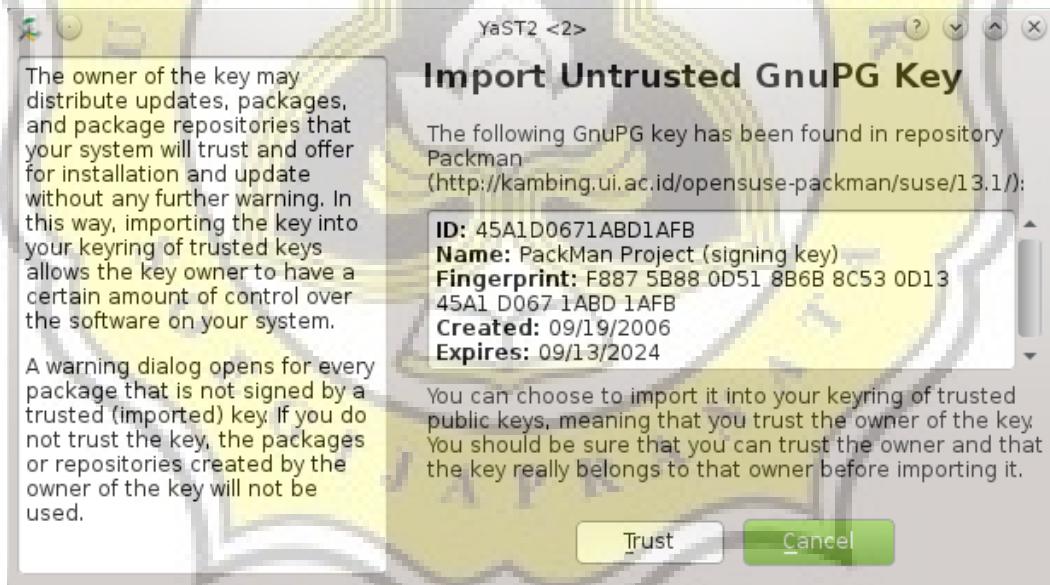 YaST2 <2>
The owner of the key may
distribute updates, packages,
and package repositories that
your system will trust and offer
for installation and update
without any further warning. In
this way, importing the key into
your keyring of trusted keys
allows the key owner to have a
certain amount of control over
the software on your system.
A warning dialog opens for every
package that is not signed by a
trusted (imported) key. If you do
not trust the key, the packages
or repositories created by the
owner of the key will not be
used.
Import Untrusted GnuPG Key
The following GnuPG key has been found in repository
Packman
(http://kambing.ui.ac.id/opensuse-packman/suse/13.1/):
ID: 45A1D0671ABD1AFB
Name: PackMan Project (signing key)
Fingerprint: F887 5B88 0D51 8B6B 8C53 0D13
45A1 D067 1ABD 1AFB
Created: 09/19/2006
Expires: 09/13/2024
You can choose to import it into your keyring of trusted
public keys, meaning that you trust the owner of the key.
You should be sure that you can trust the owner and that
the key really belongs to that owner before importing it.
Trust
Cancel